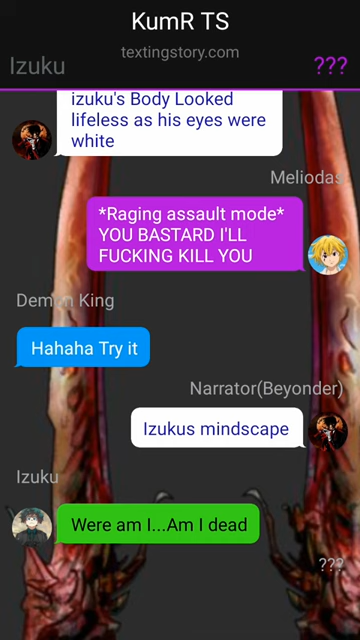 KumR TS
textingstory.com
Izuku
???
izuku's Body Looked
lifeless as his eyes were
white
Meliodas
*Raging assault mode*
YOU BASTARD I'LL
FUCKING KILL YOU
Demon King
Hahaha Try it
Narrator(Beyonder)
Izukus mindscape
Izuku
Were am I...Am I dead
???